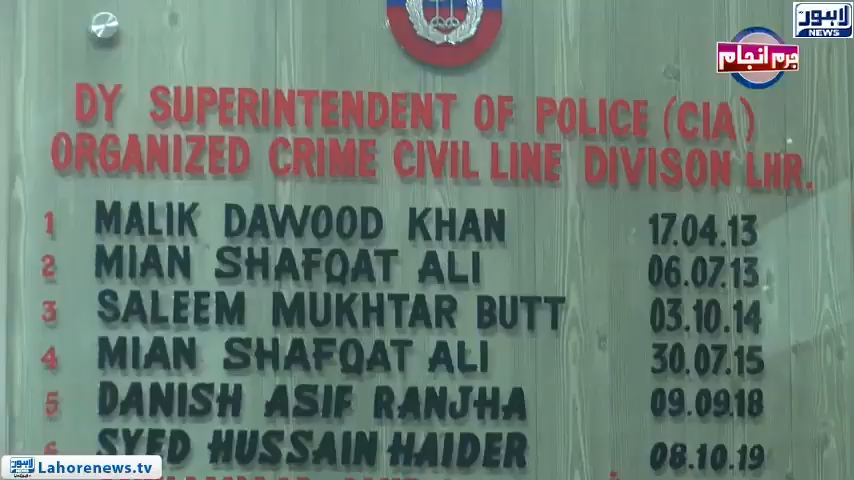 لاہور
NEWS
جرم انجام
DY SUPERINTENDENT OF POLICE (CIA)
ORGANIZED CRIME CIVIL LINE DIVISON LHR.
1 MALIK DAWOOD KHAN 17.04.13
2 MIAN SHAFQAT ALI 06.07.13
3 SALEEM MUKHTAR BUTT 03.10.14
4 MIAN SHAFQAT ALI 30.07.15
5 DANISH ASIF RANJHA 09.09.18
6 SYED HUSSAIN HAIDER 08.10.19
لاہور Lahorenews.tv